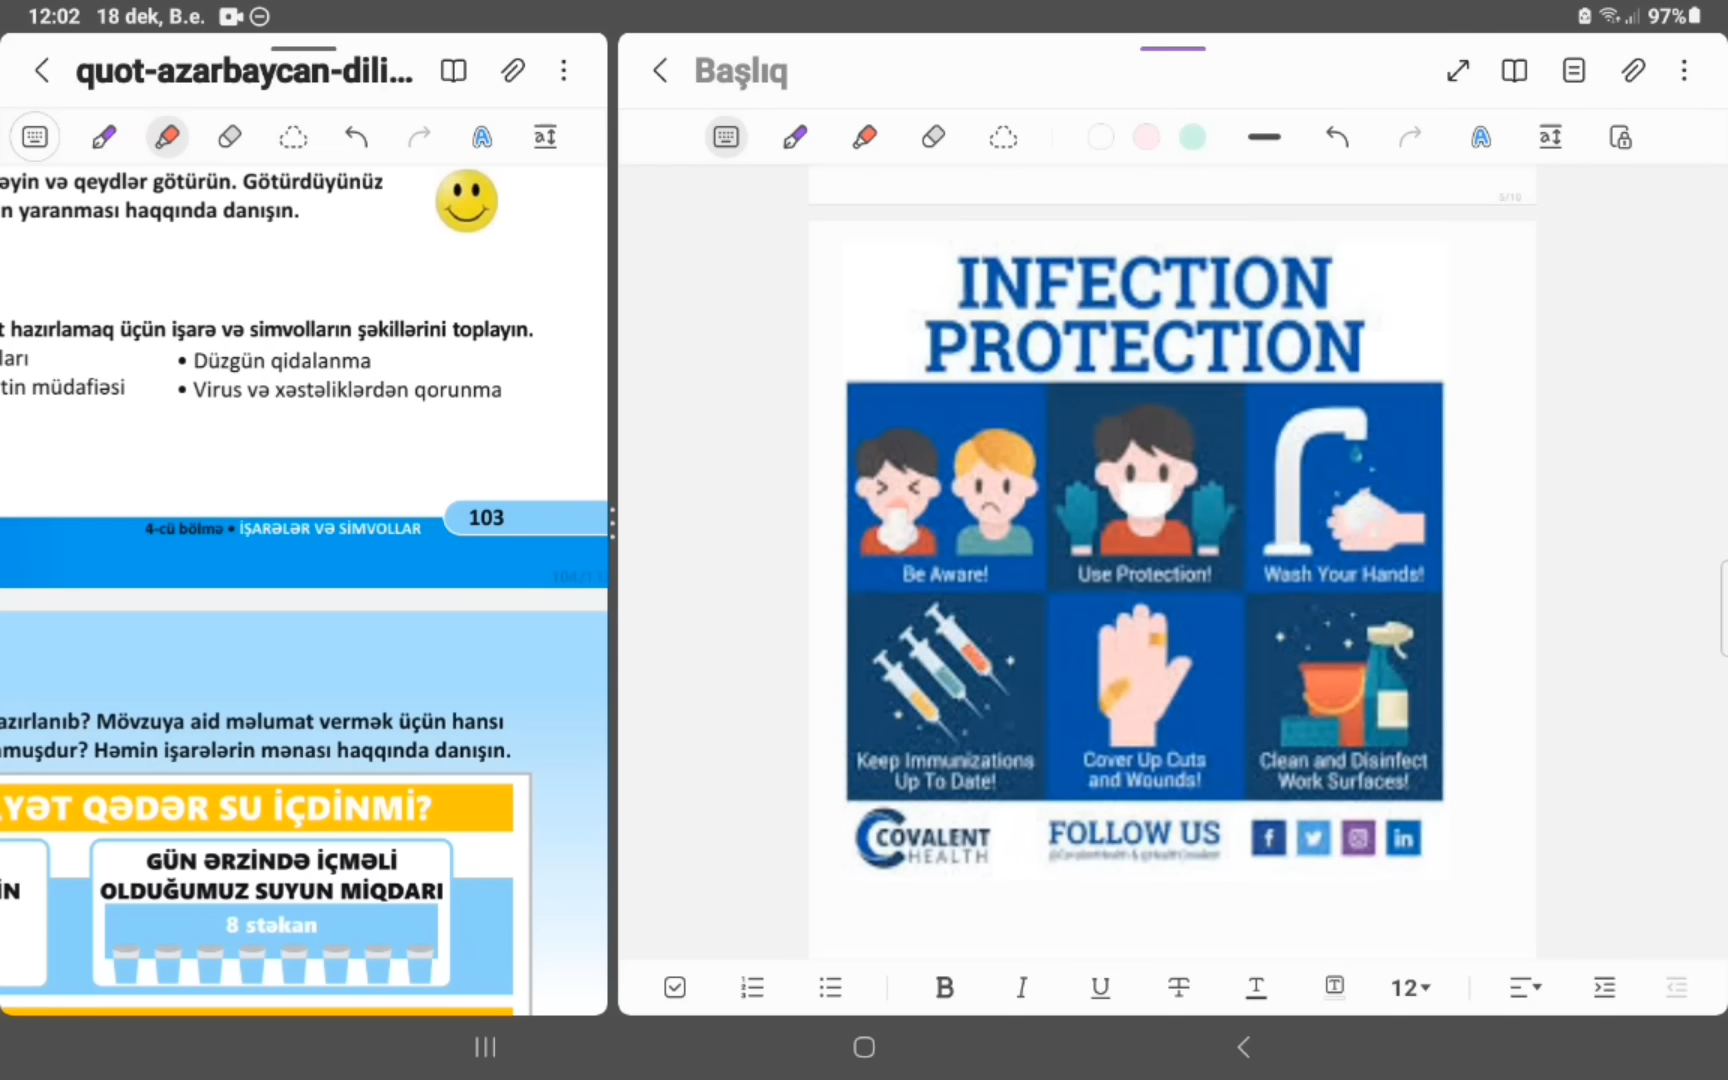 12:02 18 dek, B.e.
97%
quot-azarbaycan-dili...
əyin və qeydlər götürün. Götürdüyünüz
n yaranması haqqında danışın.
t hazırlamaq üçün işarə və simvolların şəkillərini toplayın.
ları
• Düzgün qidalanma
tin müdafiəsi
• Virus və xəstəliklərdən qorunma
4-cü bölmə • İŞARƏLƏR VƏ SİMVOLLAR
103
azırlanıb? Mövzuya aid məlumat vermək üçün hansı
muşdur? Həmin işarələrin mənası haqqında danışın.
YƏT QƏDƏR SU İÇDİNMİ?
İN
GÜN ƏRZİNDƏ İÇMƏLİ
OLDUĞUMUZ SUYUN MİQDARI
8 stəkan
Başlıq
5/10
INFECTION
PROTECTION
Be Aware!
Use Protection!
Wash Your Hands!
Keep Immunizations
Up To Date!
Cover Up Cuts
and Wounds!
Clean and Disinfect
Work Surfaces!
COVALENT
HEALTH
FOLLOW US
12